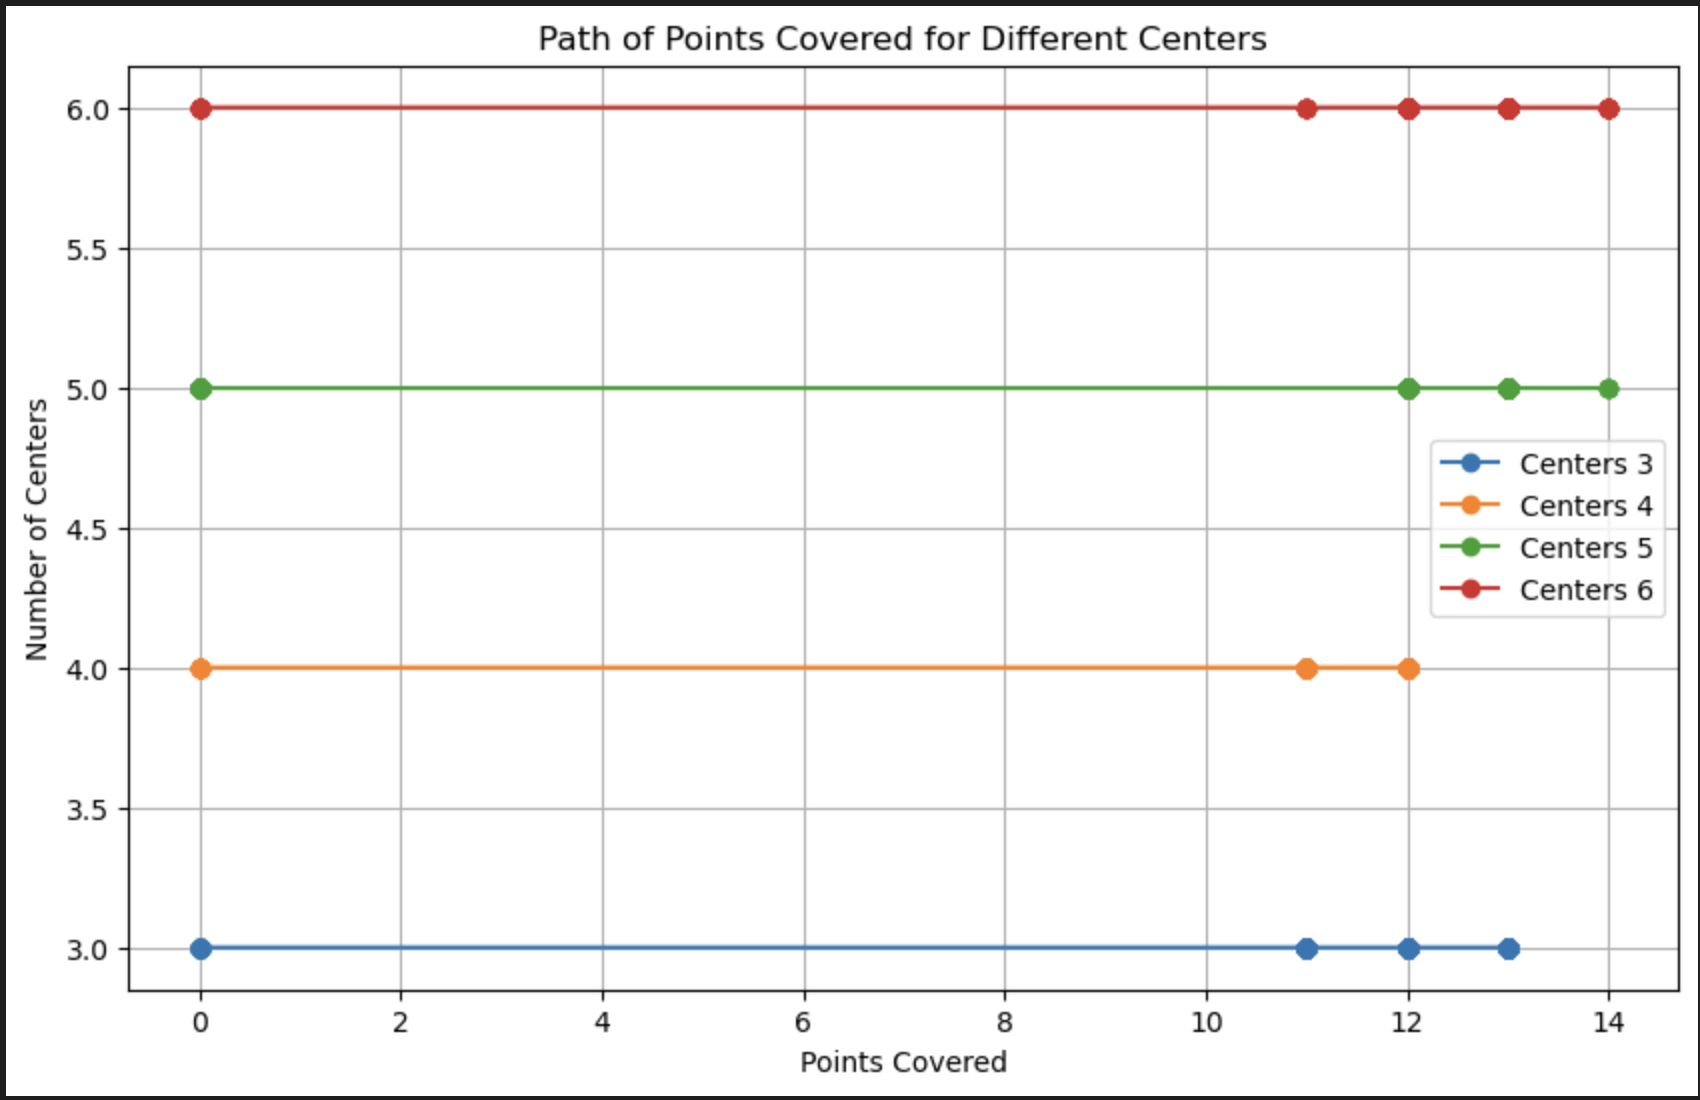 Path of Points Covered for Different Centers
6.0
5.5
5.0
4.5
4.0
3.5
3.0
Number of Centers
Centers 3
Centers 4
Centers 5
Centers 6
0 2 4 6 8 10 12 14
Points Covered